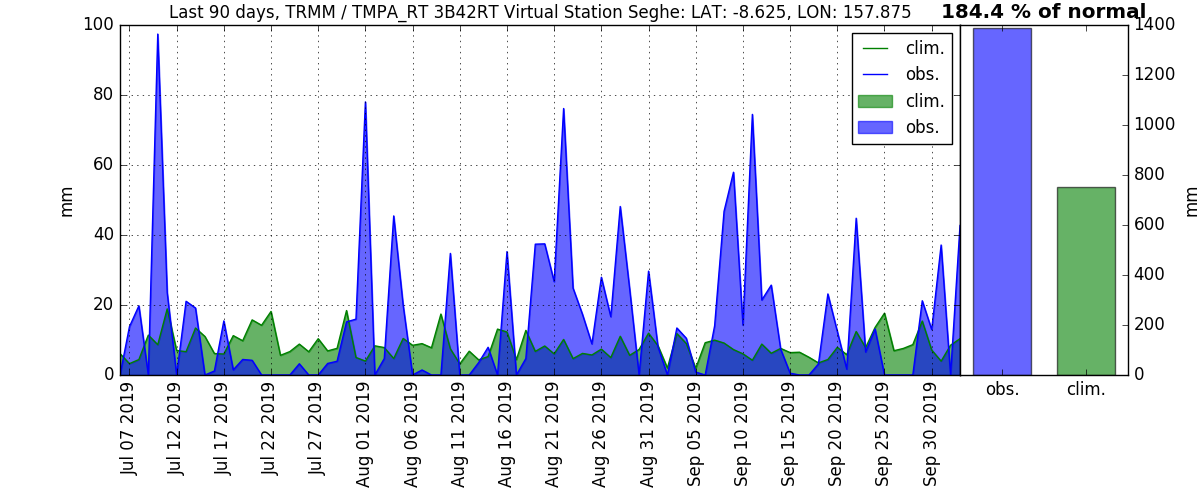 Last 90 days, TRMM / TMPA_RT 3B42RT Virtual Station Seghe: LAT: -8.625, LON: 157.875
184.4 % of normal
mm
100
80
60
40
20
0
clim.
obs.
clim.
obs.
Jul 07 2019
Jul 12 2019
Jul 17 2019
Jul 22 2019
Jul 27 2019
Aug 01 2019
Aug 06 2019
Aug 11 2019
Aug 16 2019
Aug 21 2019
Aug 26 2019
Aug 31 2019
Sep 05 2019
Sep 10 2019
Sep 15 2019
Sep 20 2019
Sep 25 2019
Sep 30 2019
obs.
clim.
1400
1200
1000
800
600
400
200
0
mm